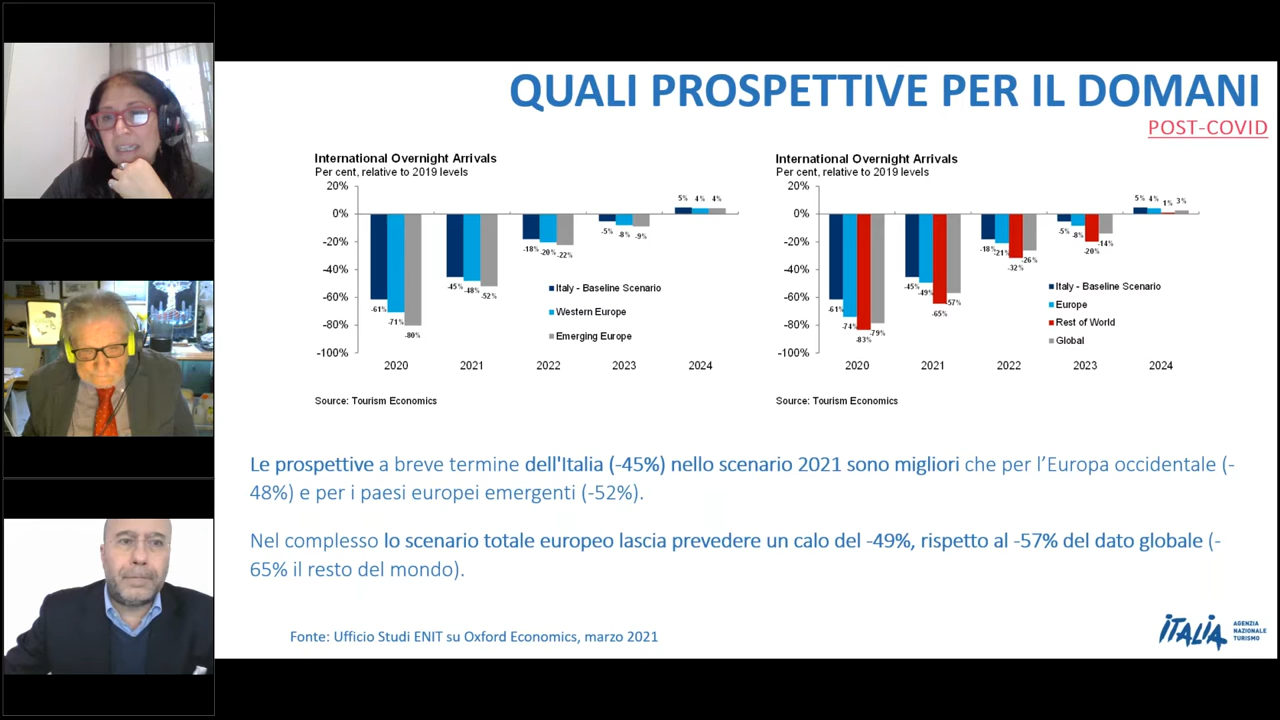 QUALI PROSPETTIVE PER IL DOMANI
POST-COVID
International Overnight Arrivals
Per cent, relative to 2019 levels
20%
0%
-20%
-40%
-60%
-80%
-100%
5% 4% 4%
-5% -8% -9%
-18% -20% -22%
-45% -48% -52%
-61% -71% -80%
Italy - Baseline Scenario
Western Europe
Emerging Europe
2020 2021 2022 2023 2024
Source: Tourism Economics
International Overnight Arrivals
Per cent, relative to 2019 levels
20%
0%
-20%
-40%
-60%
-80%
-100%
5% 4% 1% 3%
-5% -8% -20% -14%
-18% -21% -32% -26%
-45% -49% -65% -57%
-61% -74% -83% -79%
Italy - Baseline Scenario
Europe
Rest of World
Global
2020 2021 2022 2023 2024
Source: Tourism Economics
Le prospettive a breve termine dell'Italia (-45%) nello scenario 2021 sono migliori che per l’Europa occidentale (-
48%) e per i paesi europei emergenti (-52%).
Nel complesso lo scenario totale europeo lascia prevedere un calo del -49%, rispetto al -57% del dato globale (-
65% il resto del mondo).
Fonte: Ufficio Studi ENIT su Oxford Economics, marzo 2021
ITALIA
AGENZIA
NAZIONALE
TURISMO